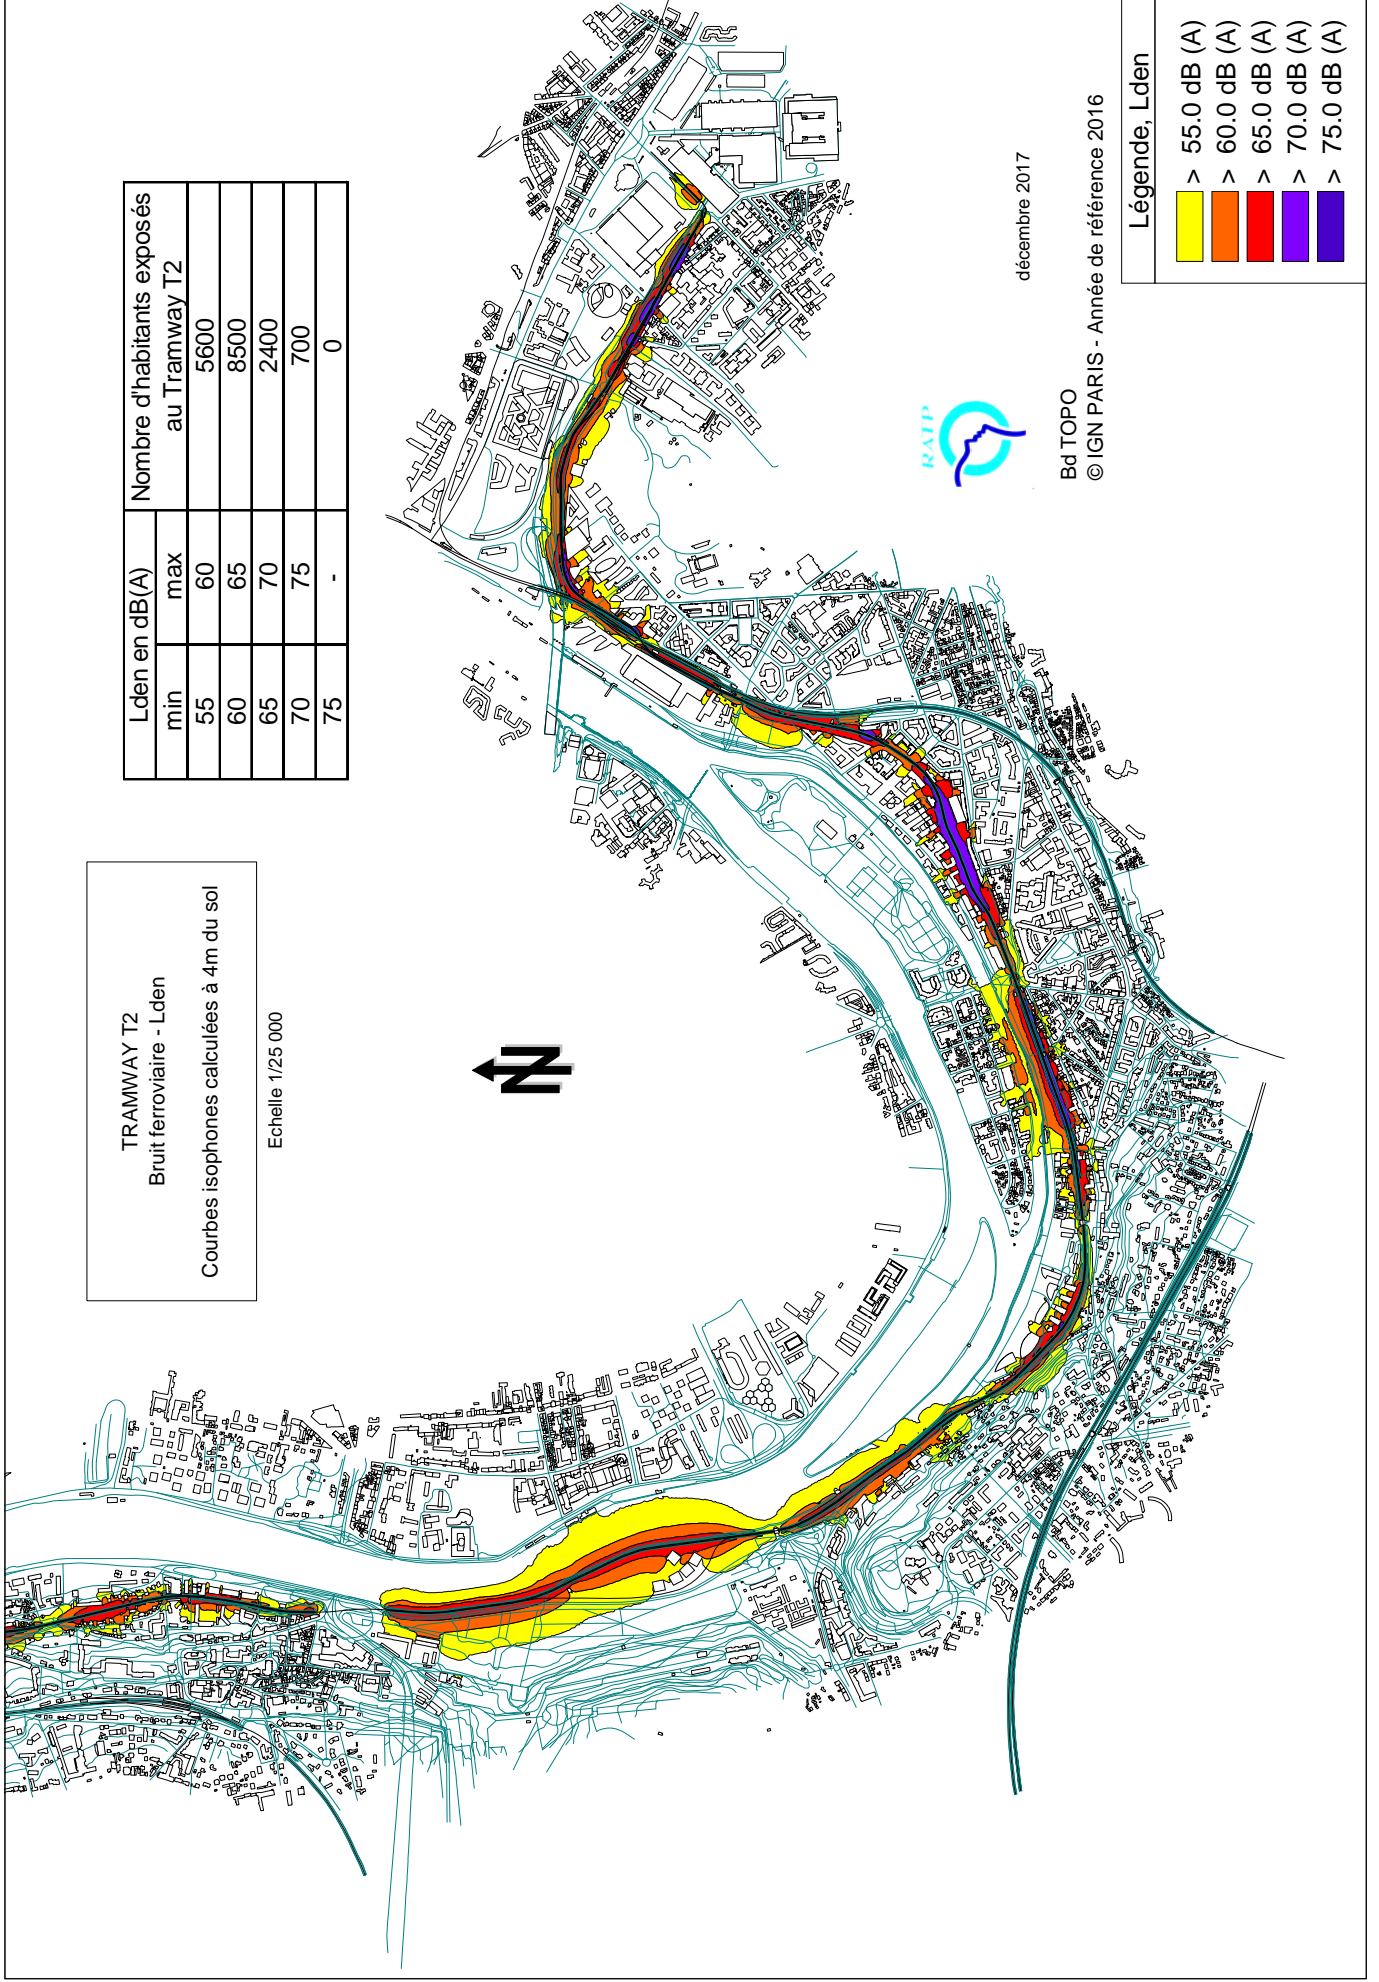 TRAMWAY T2
Bruit ferroviaire - Lden
Courbes isophones calculées à 4m du sol
Echelle 1/25 000
Lden en dB(A) Nombre d'habitants exposés
au Tramway T2
min max
55 60 5600
60 65 8500
65 70 2400
70 75 700
75 - 0
N
RATP
décembre 2017
Bd TOPO
© IGN PARIS - Année de référence 2016
Légende, Lden
> 55.0 dB (A)
> 60.0 dB (A)
> 65.0 dB (A)
> 70.0 dB (A)
> 75.0 dB (A)